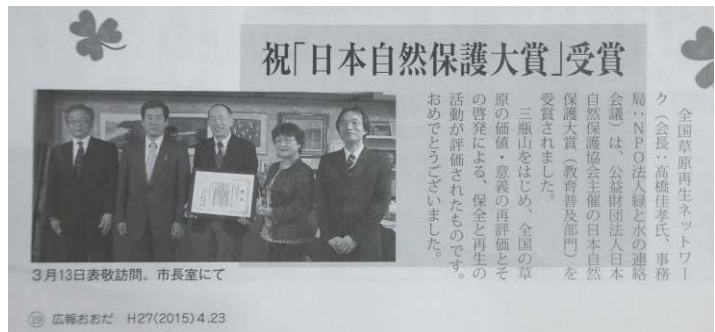 祝「日本自然保護大賞」受賞
全国草原再生ネットワー
ク（会長：高橋佳孝氏、事務
局：NPO法人緑と水の連絡
会議）は、公益財団法人日本
自然保護協会主催の日本自然
保護大賞（教育普及部門）を
受賞されました。
三瓶山をはじめ、全国の草
原の価値・意義の再評価とそ
の啓発による、保全と再生の
活動が評価されたものです。
おめでとうございました。
3月13日表敬訪問。市長室にて
⑲ 広報おおだ H27(2015)4.23